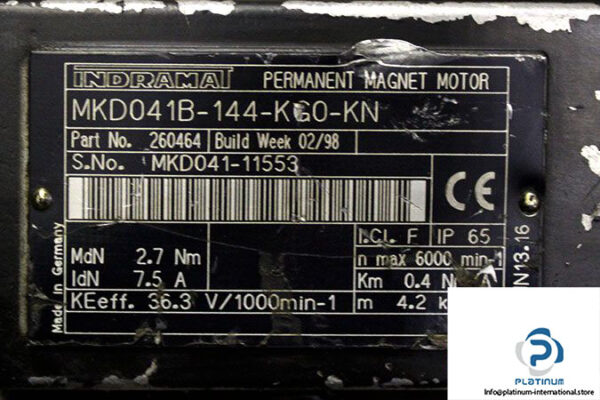 INDRAMAT PERMANENT MAGNET MOTOR
MKD041B-144-KG0-KN
Part No. 260464 Build Week 02/98
S.No. MKD041-11553
CE
I.CL. F IP 65
MdN 2.7 Nm n max 6000 min-1
IdN 7.5 A Km 0.4
KEeff. 36.3 V/1000min-1 m 4.2
Made in Germany
N13.16
PLATINUM
Info@platinum-international.store